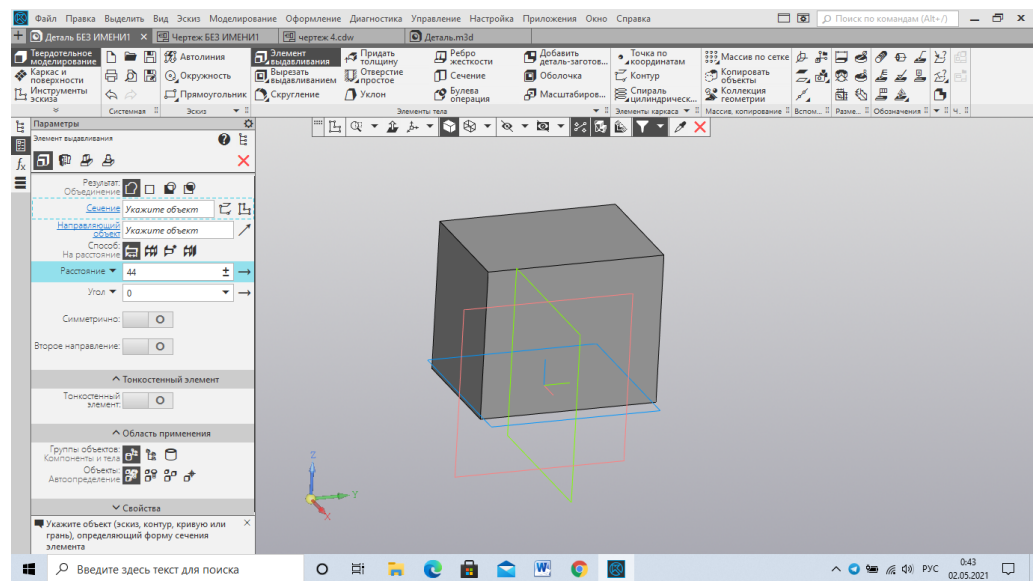 Файл Правка Выделить Вид Эскиз Моделирование Оформление Диагностика Управление Настройка Приложения Окно Справка
Поиск по командам (Alt+/)
Деталь БЕЗ ИМЕНИ1
Чертеж БЕЗ ИМЕНИ1
чертеж 4.cdw
Деталь.m3d
Твердотельное моделирование
Каркас и поверхности
Инструменты эскиза
Системная
Автолиния
Окружность
Прямоугольник
Эскиз
Элемент выдавливания
Вырезать выдавливанием
Скругление
Придать толщину
Отверстие простое
Уклон
Ребро жесткости
Сечение
Булева операция
Добавить деталь-заготов...
Оболочка
Масштабиров...
Элементы тела
Точка по координатам
Контур
Спираль цилиндрическ...
Элементы каркаса
Массив по сетке
Копировать объекты
Коллекция геометрии
Массив, копирование
Вспом...
Разме...
Обозначения
Ч...
Параметры
Элемент выдавливания
Результат:
Объединение
Сечение
Укажите объект
Направляющий
объект
Укажите объект
Способ:
На расстояние
Расстояние
44
Угол
0
Симметрично:
Второе направление:
Тонкостенный элемент
Тонкостенный
элемент:
Область применения
Группы объектов:
Компоненты и тела
Объекты:
Автоопределение
Свойства
Укажите объект (эскиз, контур, кривую или
грань), определяющий форму сечения
элемента
Z
Y
X
Введите здесь текст для поиска
РУС
0:43
02.05.2021